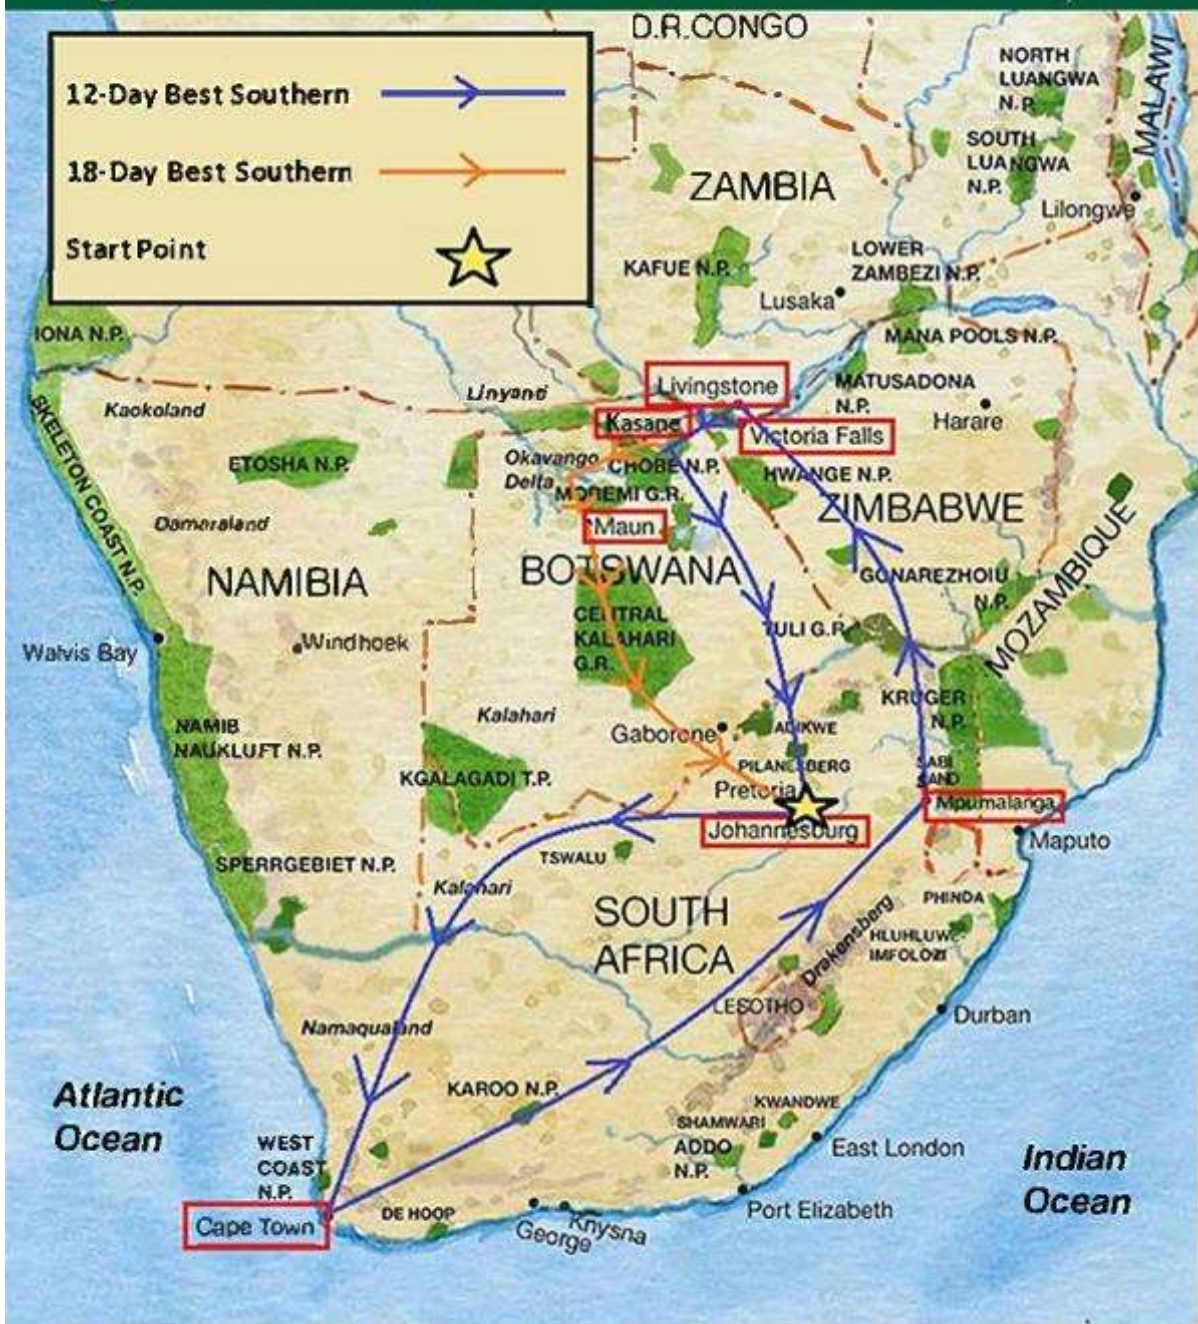 12-Day Best Southern
18-Day Best Southern
Start Point
D.R.CONGO
NORTH
LUANGWA
N.P.
MALAWI
SOUTH
LUANGWA
N.P.
ZAMBIA
Lilongwe
KAFUE N.P.
LOWER
ZAMBEZI N.P.
Lusaka
IONA N.P.
MANA POOLS N.P.
Livingstone
Linyanti
MATUSADONA
N.P.
Kaokoland
Kasane
Harare
Victoria Falls
SKELETON COAST N.P.
ETOSHA N.P.
Okavango
Delta
CHOBE N.P.
HWANGE N.P.
MOREMI G.R.
ZIMBABWE
Damaraland
Maun
MOZAMBIQUE
NAMIBIA
BOTSWANA
GONAREZHOIU
N.P.
CENTRAL
KALAHARI
G.R.
TULI G.R.
Walvis Bay
Windhoek
KRUGER
N.P.
NAMIB
NAUKLUFT N.P.
Kalahari
Gaborone
ADIKWE
KGALAGADI T.P.
PILANESBERG
SABI
SAND
Pretoria
Mpumalanga
Johannesburg
Maputo
SPERRGEBIET N.P.
TSWALU
Kalahari
PHINDA
SOUTH
AFRICA
Drakensberg
HLUHLUWE
IMFOLOZI
LESOTHO
Durban
Namaqualand
Atlantic
Ocean
KAROO N.P.
KWANDWE
SHAMWARI
ADDO
N.P.
East London
WEST
COAST
N.P.
Indian
Ocean
Cape Town
DE HOOP
George
Knysna
Port Elizabeth